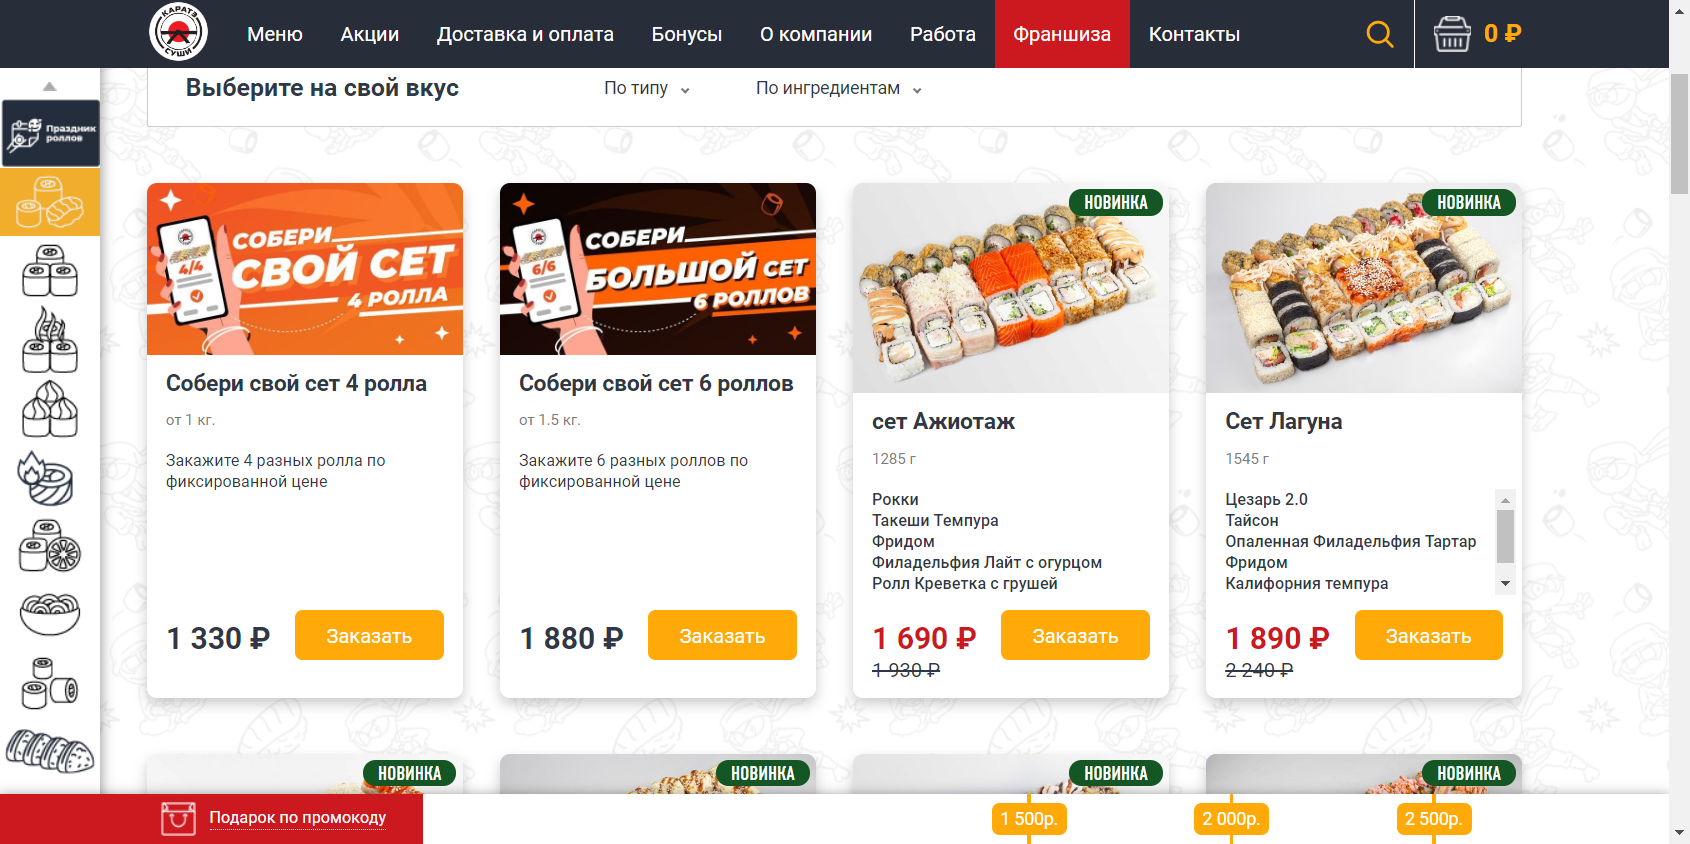 КАРАТЭ
СУШИ
Меню
Акции
Доставка и оплата
Бонусы
О компании
Работа
Франшиза
Контакты
0 ₽
Выберите на свой вкус
По типу
По ингредиентам
Праздник
роллов
СОБЕРИ
СВОЙ СЕТ
4 РОЛЛА
4/4
Собери свой сет 4 ролла
от 1 кг.
Закажите 4 разных ролла по
фиксированной цене
1 330 ₽
Заказать
СОБЕРИ
БОЛЬШОЙ СЕТ
6 РОЛЛОВ
6/6
Собери свой сет 6 роллов
от 1.5 кг.
Закажите 6 разных роллов по
фиксированной цене
1 880 ₽
Заказать
НОВИНКА
сет Ажиотаж
1285 г
Рокки
Такеши Темпура
Фридом
Филадельфия Лайт с огурцом
Ролл Креветка с грушей
1 690 ₽
1 930 ₽
Заказать
НОВИНКА
Сет Лагуна
1545 г
Цезарь 2.0
Тайсон
Опаленная Филадельфия Тартар
Фридом
Калифорния темпура
1 890 ₽
2 240 ₽
Заказать
НОВИНКА
НОВИНКА
НОВИНКА
НОВИНКА
Подарок по промокоду
1 500р.
2 000р.
2 500р.